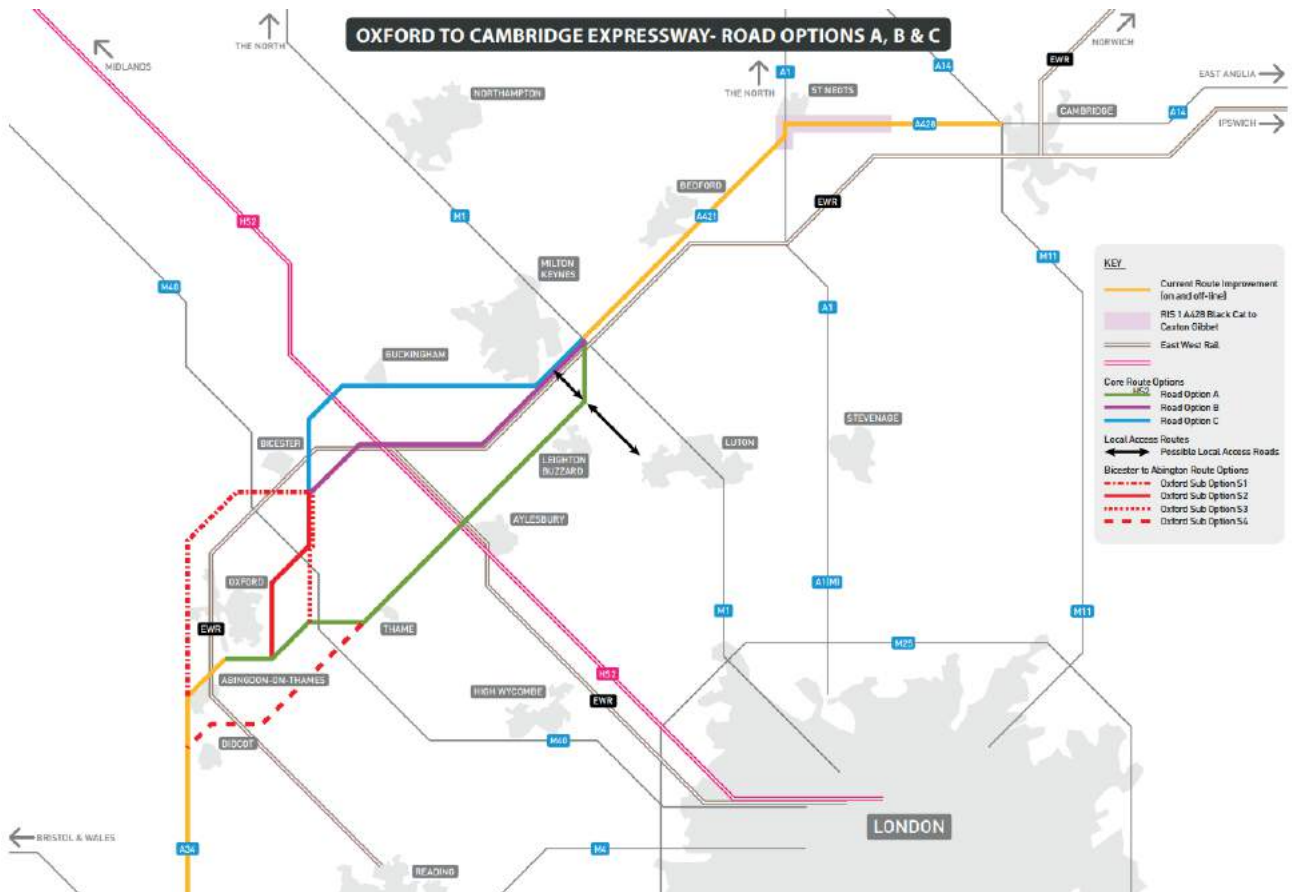 OXFORD TO CAMBRIDGE EXPRESSWAY- ROAD OPTIONS A, B & C
MIDLANDS
THE NORTH
THE NORTH
A1
A14
EWR
NORWICH
EAST ANGLIA
A14
IPSWICH
ST NEOTS
NORTHAMPTON
CAMBRIDGE
A428
BEDFORD
A421
EWR
HS2
M1
M40
MILTON
KEYNES
M11
A1
BUCKINGHAM
BICESTER
LEIGHTON
BUZZARD
LUTON
STEVENAGE
AYLESBURY
OXFORD
EWR
THAME
A1(M)
M1
M11
M25
ABINGDON-ON-THAMES
HS2
HIGH WYCOMBE
EWR
DIDCOT
M40
LONDON
BRISTOL & WALES
A34
M4
READING
KEY
Current Route Improvement
(on and off-line)
RIS 1 A428 Black Cat to
Caxton Gibbet
East West Rail
Core Route Options
HS2
Road Option A
Road Option B
Road Option C
Local Access Routes
Possible Local Access Roads
Bicester to Abington Route Options
Oxford Sub Option S1
Oxford Sub Option S2
Oxford Sub Option S3
Oxford Sub Option S4